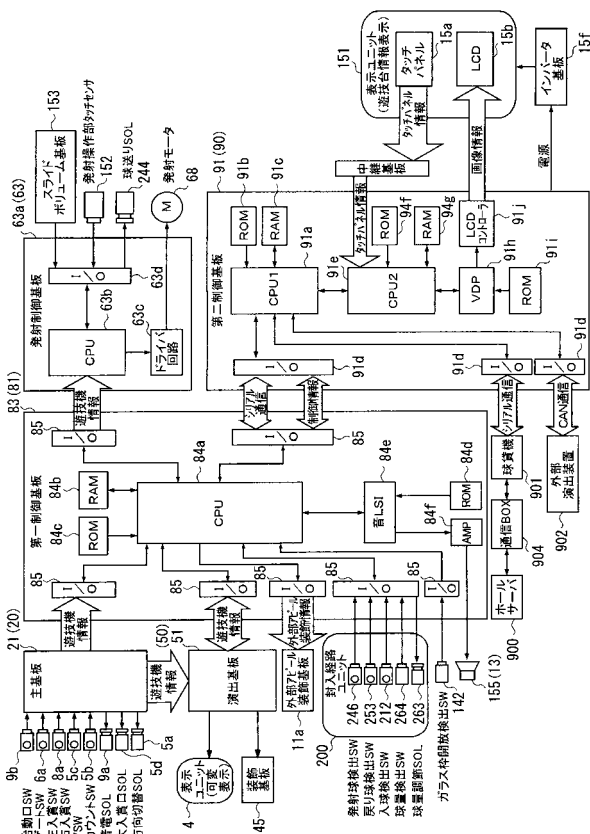 21 (20)
主基板
9b
6a
8a
5c
5b
9a
5d
5a
遊技機
情報
(50)
51
演出基板
4
表示
ユニット
(可変
表示)
45
装飾
基板
遊技機
情報
遊技機
情報
外部アピール
装飾情報
外部アピール
装飾基板
11a
83 (81)
第一制御基板
84c
ROM
84b
RAM
85
I/O
84a
CPU
84e
音LSI
84d
ROM
84f
AMP
85
I/O
85
I/O
85
I/O
85
I/O
85
I/O
85
I/O
200
封入経路
ユニット
246
253
212
264
263
発射球検出SW
戻り球検出SW
入球検出SW
球量検出SW
球量調節SOL
ガラス枠開放検出SW
142
155 (13)
遊技機
情報
63a (63)
発射制御基板
63b
CPU
63d
I/O
63c
ドライバ
回路
スライド
ボリューム基板
153
発射操作部タッチセンサ
152
球送りSOL
244
発射モータ
68
M
シリアル
通信
制御用情報
91 (90)
第二制御基板
91b
ROM
91c
RAM
91a
CPU1
91e
CPU2
94f
ROM
94g
RAM
91h
VDP
91i
ROM
91j
LCD
コントローラ
91d
I/O
91d
I/O
91d
I/O
タッチパネル情報
中継基板
タッチパネル
情報
画像情報
電源
151
表示ユニット
(遊技台情報表示)
15a
タッチ
パネル
15b
LCD
15f
インバータ
基板
シリアル通信
CAN通信
球貸機
901
外部
演出装置
902
通信BOX
904
ホール
サーバ
900